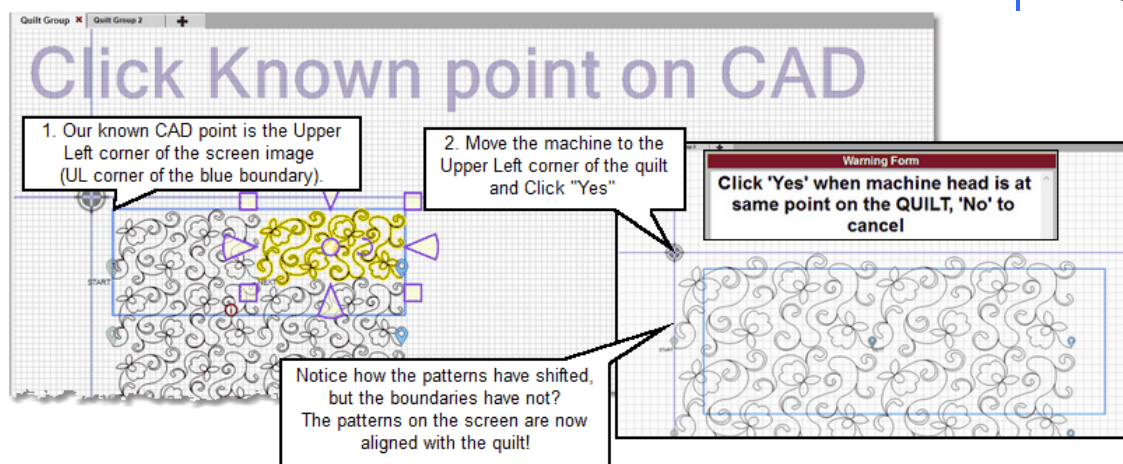 Quilt Group ✖ Quilt Group 2 +
Click Known point on CAD
1. Our known CAD point is the Upper
Left corner of the screen image
(UL corner of the blue boundary).
START
NEXT
2. Move the machine to the
Upper Left corner of the quilt
and Click "Yes"
Warning Form
Click 'Yes' when machine head is at
same point on the QUILT, 'No' to
cancel
START
Notice how the patterns have shifted,
but the boundaries have not?
The patterns on the screen are now
aligned with the quilt!